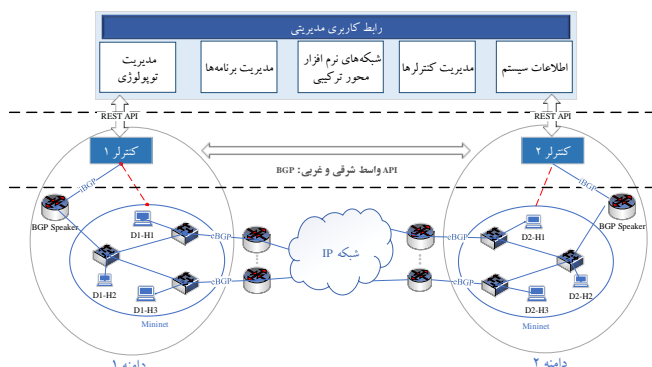 رابط کاربری مدیریتی
مدیریت توپولوژی
مدیریت برنامه‌ها
شبکه‌های نرم افزار محور ترکیبی
مدیریت کنترلرها
اطلاعات سیستم
REST API
REST API
کنترلر ۱
کنترلر ۲
API واسط شرقی و غربی: BGP
iBGP
iBGP
BGP Speaker
BGP Speaker
D1-H1
D2-H1
eBGP
eBGP
شبکه IP
D1-H2
D2-H2
eBGP
eBGP
D1-H3
D2-H3
Mininet
Mininet
دامنه ۱
دامنه ۲